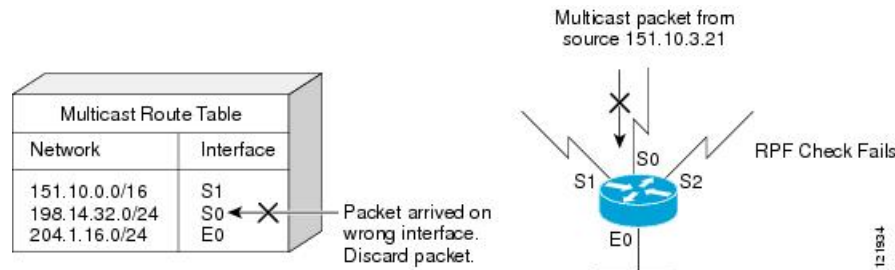 Multicast packet from
source 151.10.3.21
Multicast Route Table
Network Interface
151.10.0.0/16 S1
198.14.32.0/24 S0
204.1.16.0/24 E0
Packet arrived on
wrong interface.
Discard packet.
S0
S1
S2
E0
RPF Check Fails
121934